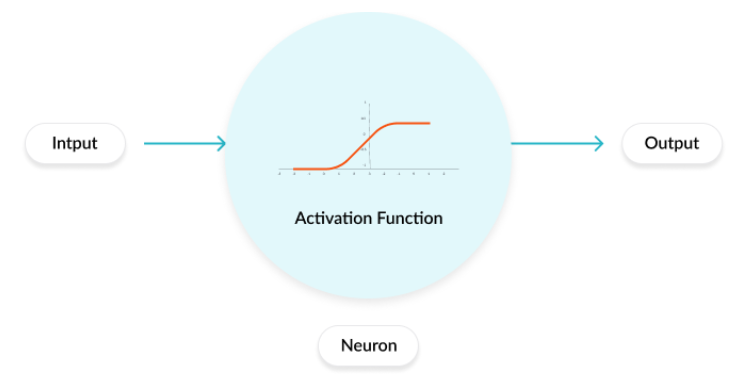 Intput
Activation Function
Output
Neuron